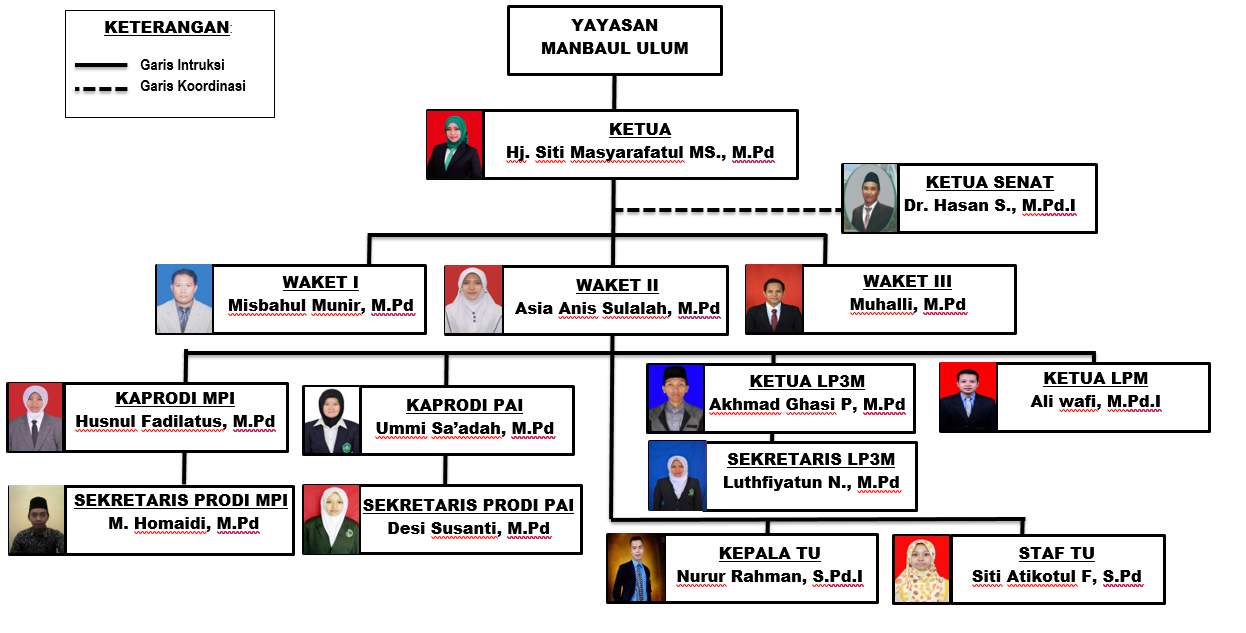 KETERANGAN:
Garis Intruksi
Garis Koordinasi
YAYASAN
MANBAUL ULUM
KETUA
Hj. Siti Masyarafatul MS., M.Pd
KETUA SENAT
Dr. Hasan S., M.Pd.I
WAKET I
Misbahul Munir, M.Pd
WAKET II
Asia Anis Sulalah, M.Pd
WAKET III
Muhalli, M.Pd
KAPRODI MPI
Husnul Fadilatus, M.Pd
KAPRODI PAI
Ummi Sa’adah, M.Pd
KETUA LP3M
Akhmad Ghasi P, M.Pd
KETUA LPM
Ali wafi, M.Pd.I
SEKRETARIS LP3M
Luthfiyatun N., M.Pd
SEKRETARIS PRODI MPI
M. Homaidi, M.Pd
SEKRETARIS PRODI PAI
Desi Susanti, M.Pd
KEPALA TU
Nurur Rahman, S.Pd.I
STAF TU
Siti Atikotul F, S.Pd